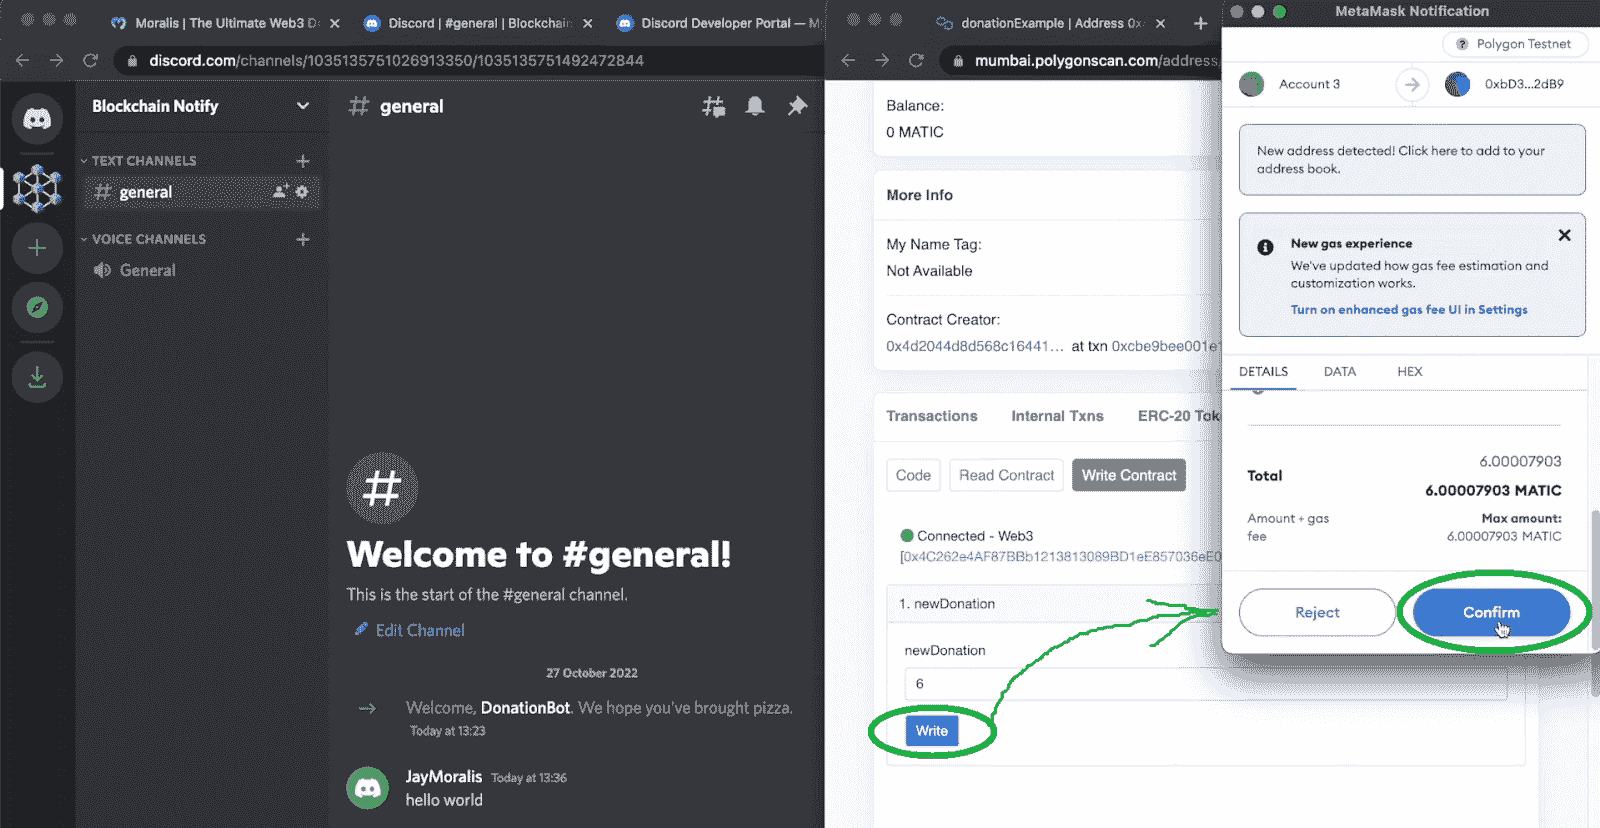 Moralis | The Ultimate Web3 D
Discord | #general | Blockchain
Discord Developer Portal — M
discord.com/channels/1035135751026913350/1035135751492472844
Blockchain Notify
# general
TEXT CHANNELS
# general
VOICE CHANNELS
General
#
Welcome to #general!
This is the start of the #general channel.
Edit Channel
27 October 2022
Welcome, DonationBot. We hope you've brought pizza.
Today at 13:23
JayMoralis Today at 13:36
hello world
donationExample | Address 0x
mumbai.polygonscan.com/address/
Balance:
0 MATIC
More Info
My Name Tag:
Not Available
Contract Creator:
0x4d2044d8d568c16441... at txn 0xcbe9bee001e1
Transactions Internal Txns ERC-20 Tok
Code Read Contract Write Contract
Connected - Web3
[0x4C262e4AF87BBb1213813089BD1eE857036eE0
1. newDonation
newDonation
6
Write
MetaMask Notification
Polygon Testnet
Account 3 0xbD3...2dB9
New address detected! Click here to add to your
address book.
New gas experience
We've updated how gas fee estimation and
customization works.
Turn on enhanced gas fee UI in Settings
DETAILS DATA HEX
6.00007903
Total
6.00007903 MATIC
Amount + gas
fee
Max amount:
6.00007903 MATIC
Reject Confirm